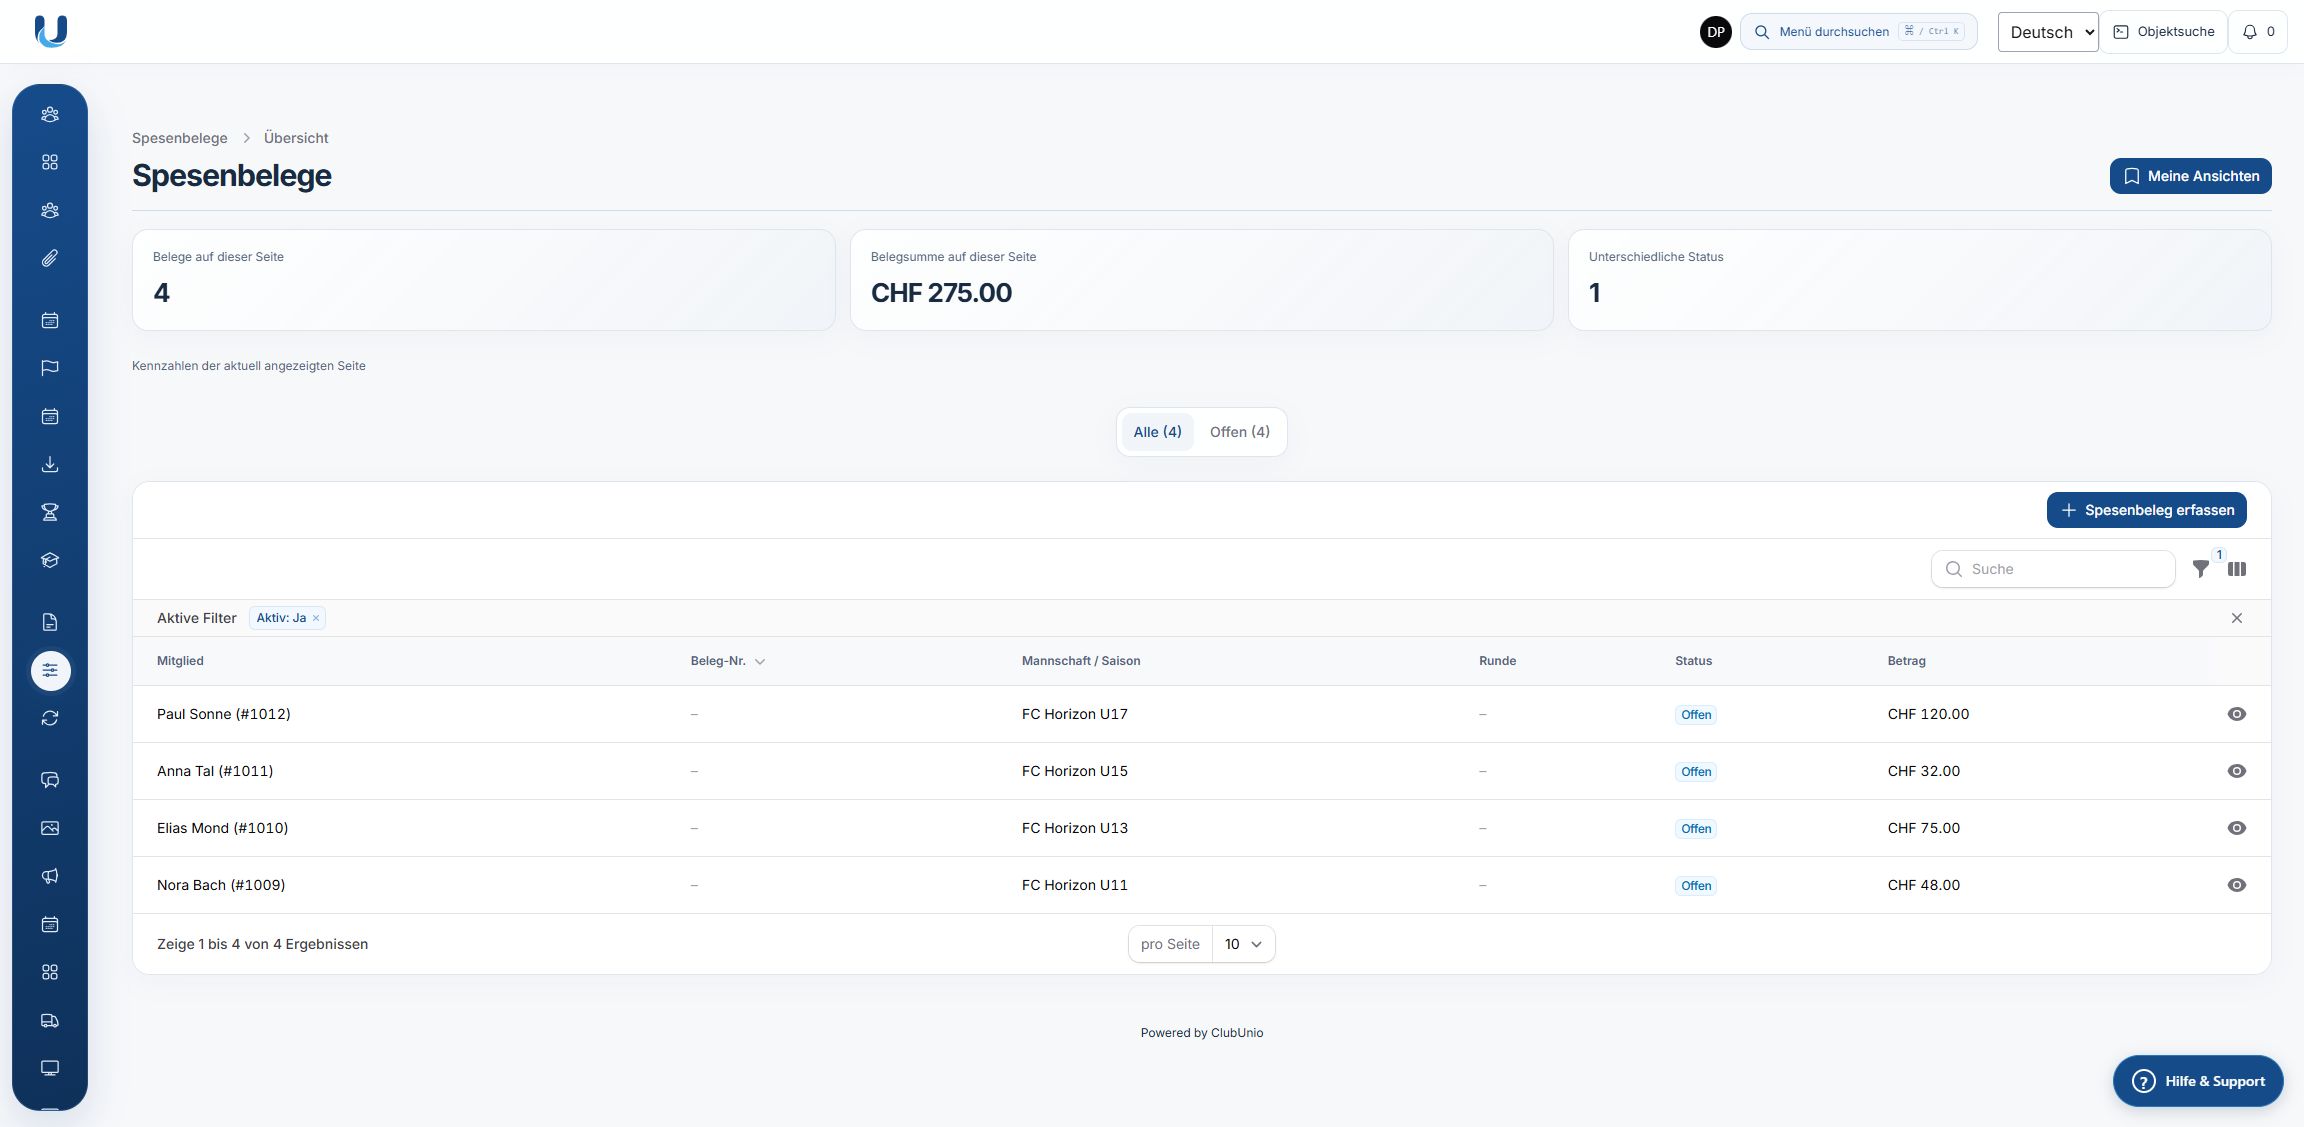 DP
Menü durchsuchen ⌘ / Ctrl K
Deutsch
Objektsuche
0
Spesenbelege > Übersicht
Spesenbelege
Meine Ansichten
Belege auf dieser Seite
4
Belegsumme auf dieser Seite
CHF 275.00
Unterschiedliche Status
1
Kennzahlen der aktuell angezeigten Seite
Alle (4) Offen (4)
Spesenbeleg erfassen
Suche
1
Aktive Filter Aktiv: Ja ×
Mitglied Beleg-Nr. Mannschaft / Saison Runde Status Betrag
Paul Sonne (#1012) – FC Horizon U17 – Offen CHF 120.00
Anna Tal (#1011) – FC Horizon U15 – Offen CHF 32.00
Elias Mond (#1010) – FC Horizon U13 – Offen CHF 75.00
Nora Bach (#1009) – FC Horizon U11 – Offen CHF 48.00
Zeige 1 bis 4 von 4 Ergebnissen pro Seite 10
Powered by ClubUnio
Hilfe & Support